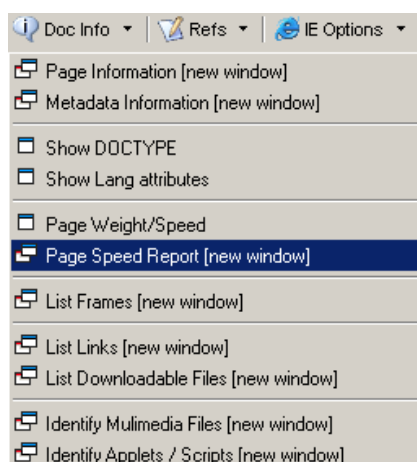 Doc Info Refs IE Options
Page Information [new window]
Metadata Information [new window]
Show DOCTYPE
Show Lang attributes
Page Weight/Speed
Page Speed Report [new window]
List Frames [new window]
List Links [new window]
List Downloadable Files [new window]
Identify Mulimedia Files [new window]
Identify Applets / Scripts [new window]